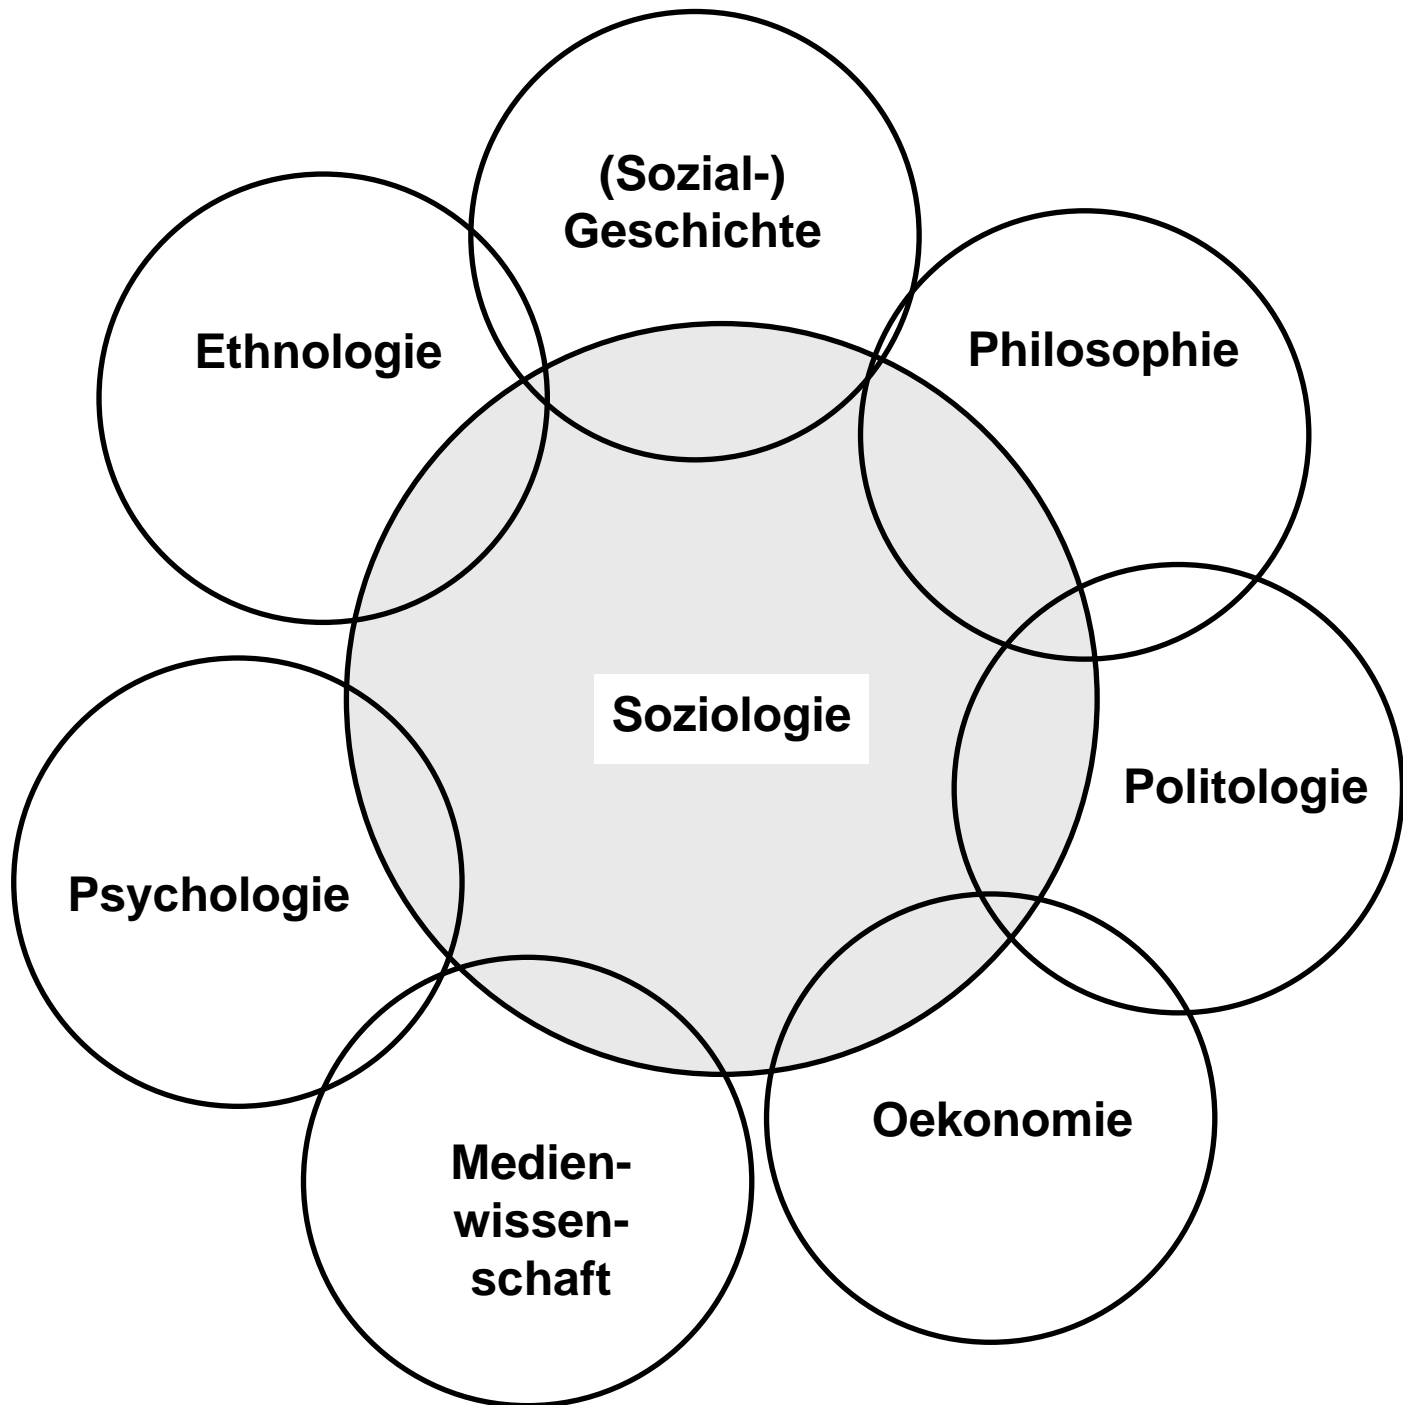 (Sozial-)
Geschichte
Ethnologie
Philosophie
Soziologie
Politologie
Psychologie
Oekonomie
Medien-
wissen-
schaft